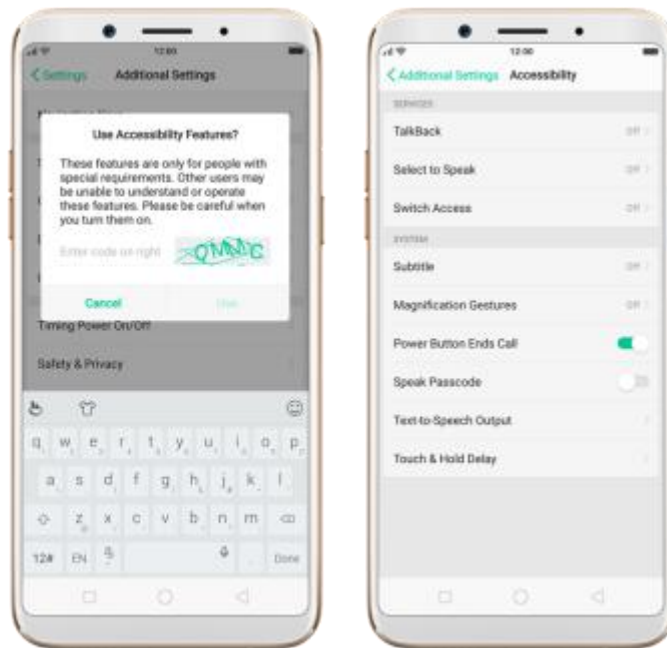 12:00
Settings
Additional Settings
Use Accessibility Features?
These features are only for people with
special requirements. Other users may
be unable to understand or operate
these features. Please be careful when
you turn them on.
Enter code on right
Cancel
Use
Timing Power On/Off
Safety & Privacy
q w e r t y u i o p
a s d f g h j k l
z x c v b n m
12# EN Done
12:00
Additional Settings Accessibility
SERVICES
TalkBack Off
Select to Speak Off
Switch Access Off
SYSTEM
Subtitle Off
Magnification Gestures Off
Power Button Ends Call
Speak Passcode
Text-to-Speech Output
Touch & Hold Delay